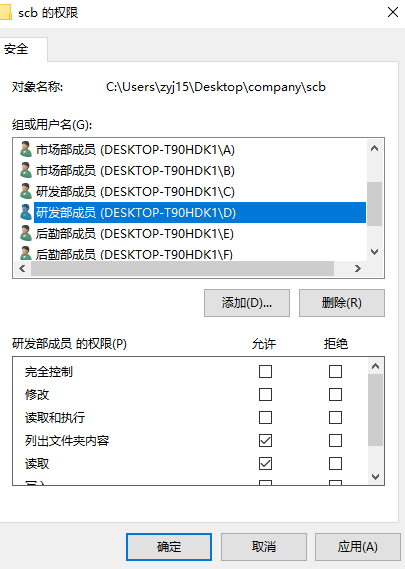 scb 的权限
安全
对象名称: C:\Users\zyj15\Desktop\company\scb
组或用户名(G):
市场部成员 (DESKTOP-T90HDK1\A)
市场部成员 (DESKTOP-T90HDK1\B)
研发部成员 (DESKTOP-T90HDK1\C)
研发部成员 (DESKTOP-T90HDK1\D)
后勤部成员 (DESKTOP-T90HDK1\E)
后勤部成员 (DESKTOP-T90HDK1\F)
添加(D)... 删除(R)
研发部成员 的权限(P) 允许 拒绝
完全控制
修改
读取和执行
列出文件夹内容
读取
确定 取消 应用(A)